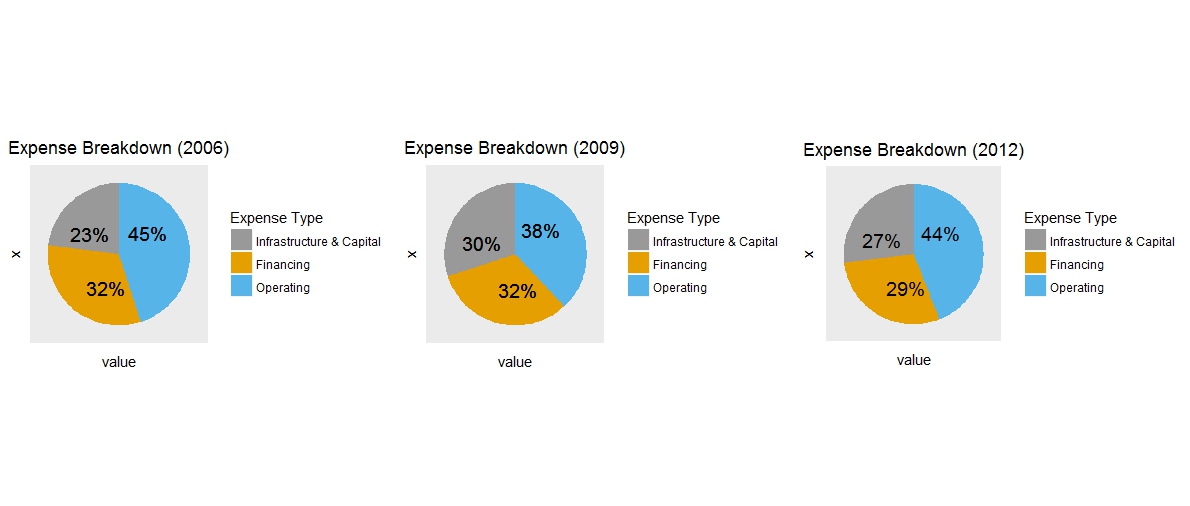 Expense Breakdown (2006)
23%
45%
32%
x
value
Expense Type
Infrastructure & Capital
Financing
Operating
Expense Breakdown (2009)
30%
38%
32%
x
value
Expense Type
Infrastructure & Capital
Financing
Operating
Expense Breakdown (2012)
27%
44%
29%
x
value
Expense Type
Infrastructure & Capital
Financing
Operating